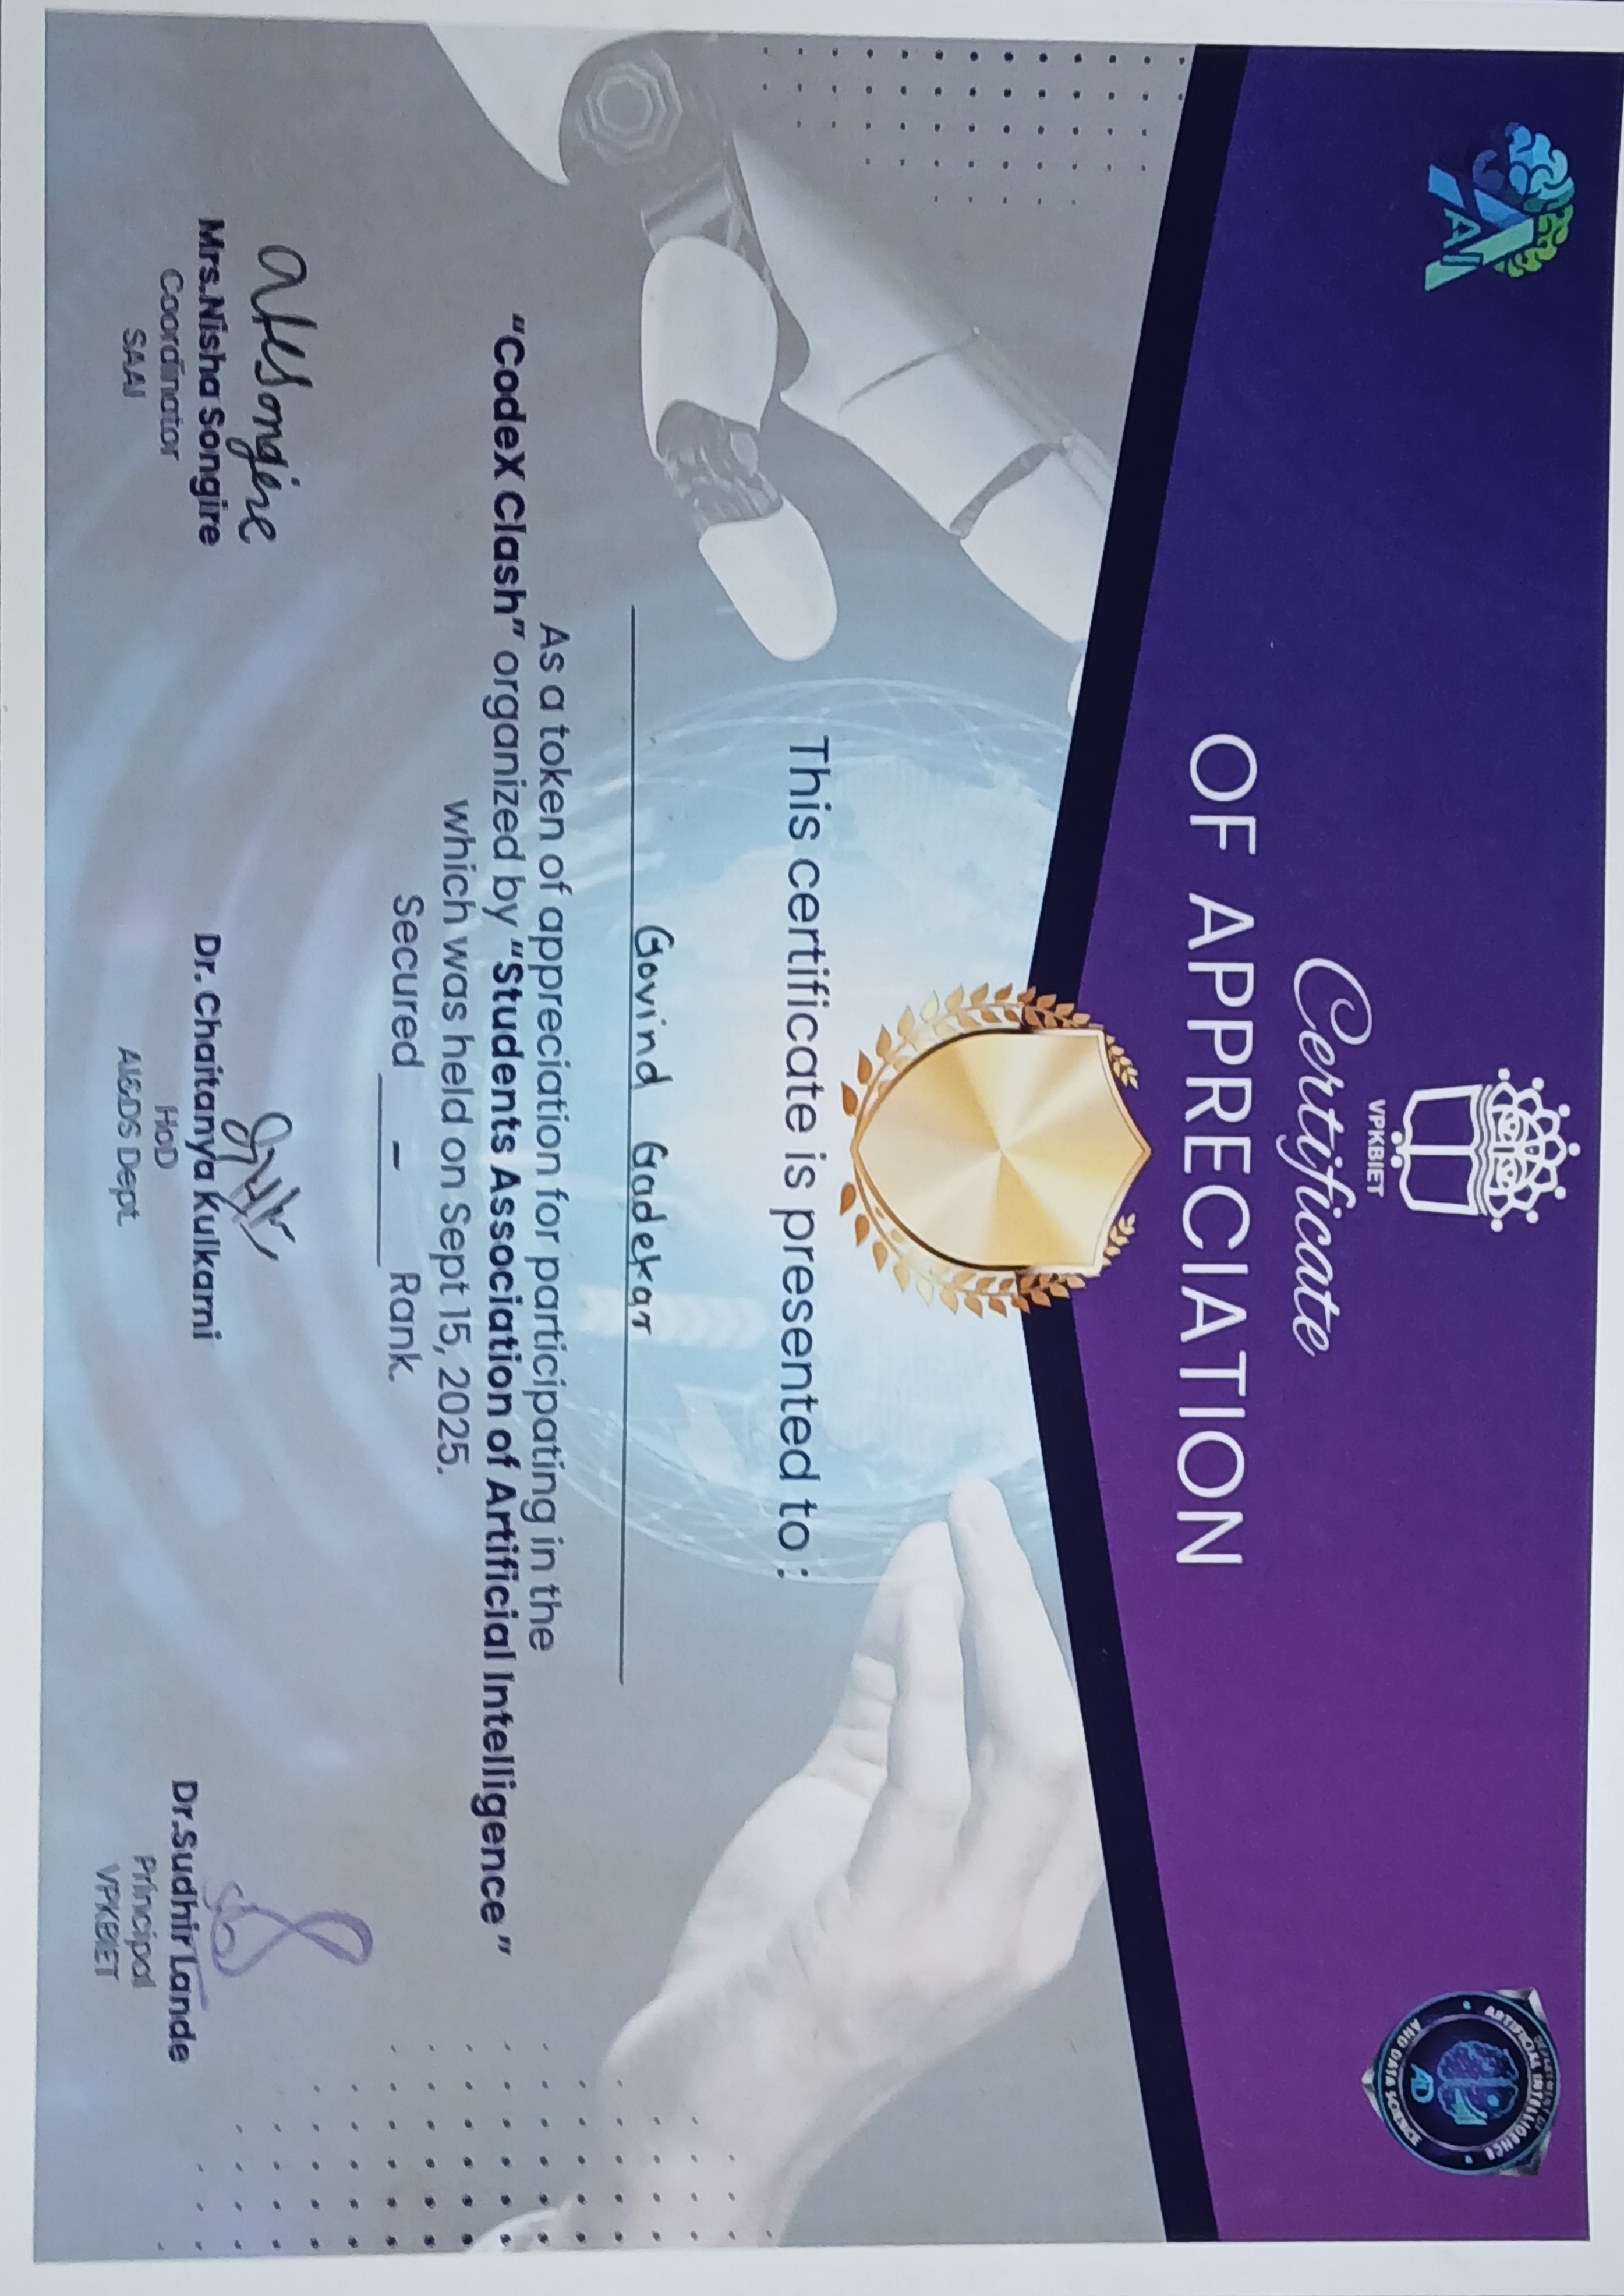 AI
VPKBIET
DEPARTMENT OF
ARTIFICIAL INTELLIGENCE
AD
AND DATA SCIENCE
Certificate
OF APPRECIATION
This certificate is presented to :
Govind Gadekar
As a token of appreciation for participating in the
“CodeX Clash” organized by “Students Association of Artificial Intelligence”
which was held on Sept 15, 2025.
Secured – Rank.
Mrs.Nisha Songire
Coordinator
SAAI
Dr. Chaitanya Kulkarni
HoD
AI&DS Dept.
Dr.Sudhir Lande
Principal
VPKBIET